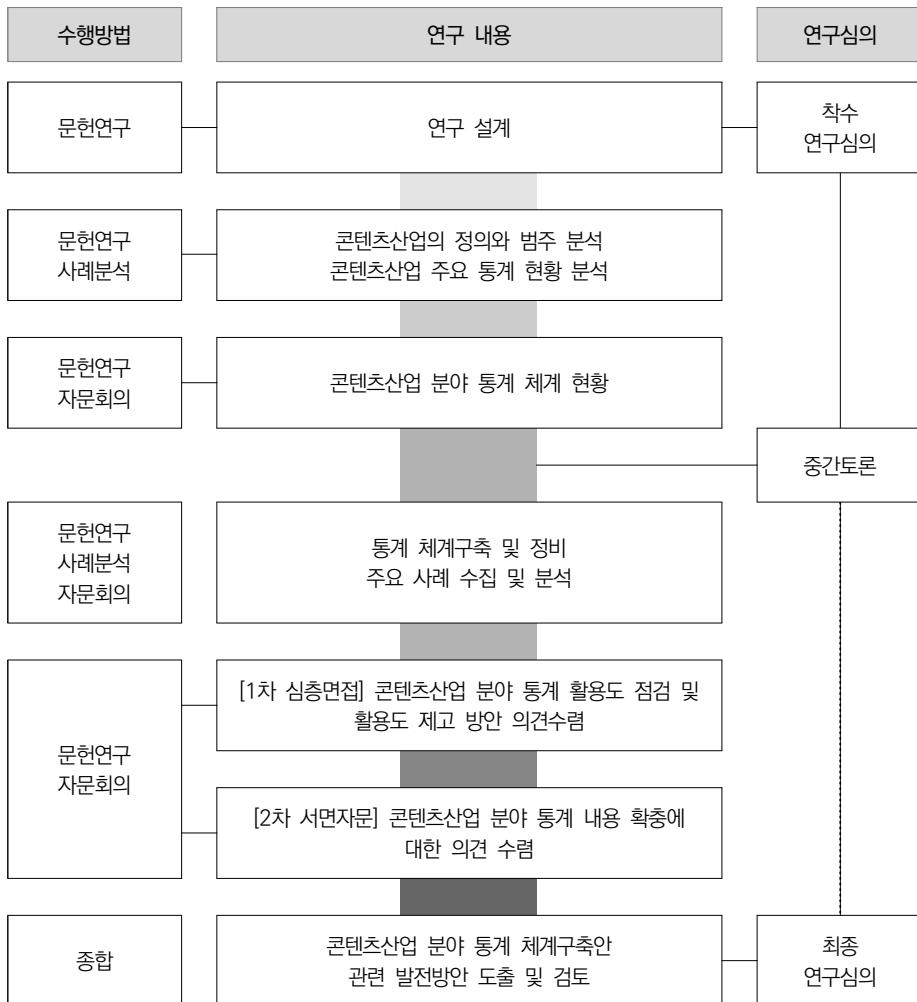 수행방법
연구 내용
연구심의
문헌연구
연구 설계
착수
연구심의
문헌연구
사례분석
콘텐츠산업의 정의와 범주 분석
콘텐츠산업 주요 통계 현황 분석
문헌연구
자문회의
콘텐츠산업 분야 통계 체계 현황
중간토론
문헌연구
사례분석
자문회의
통계 체계구축 및 정비
주요 사례 수집 및 분석
문헌연구
자문회의
[1차 심층면접] 콘텐츠산업 분야 통계 활용도 점검 및
활용도 제고 방안 의견수렴
[2차 서면자문] 콘텐츠산업 분야 통계 내용 확충에
대한 의견 수렴
종합
콘텐츠산업 분야 통계 체계구축안
관련 발전방안 도출 및 검토
최종
연구심의